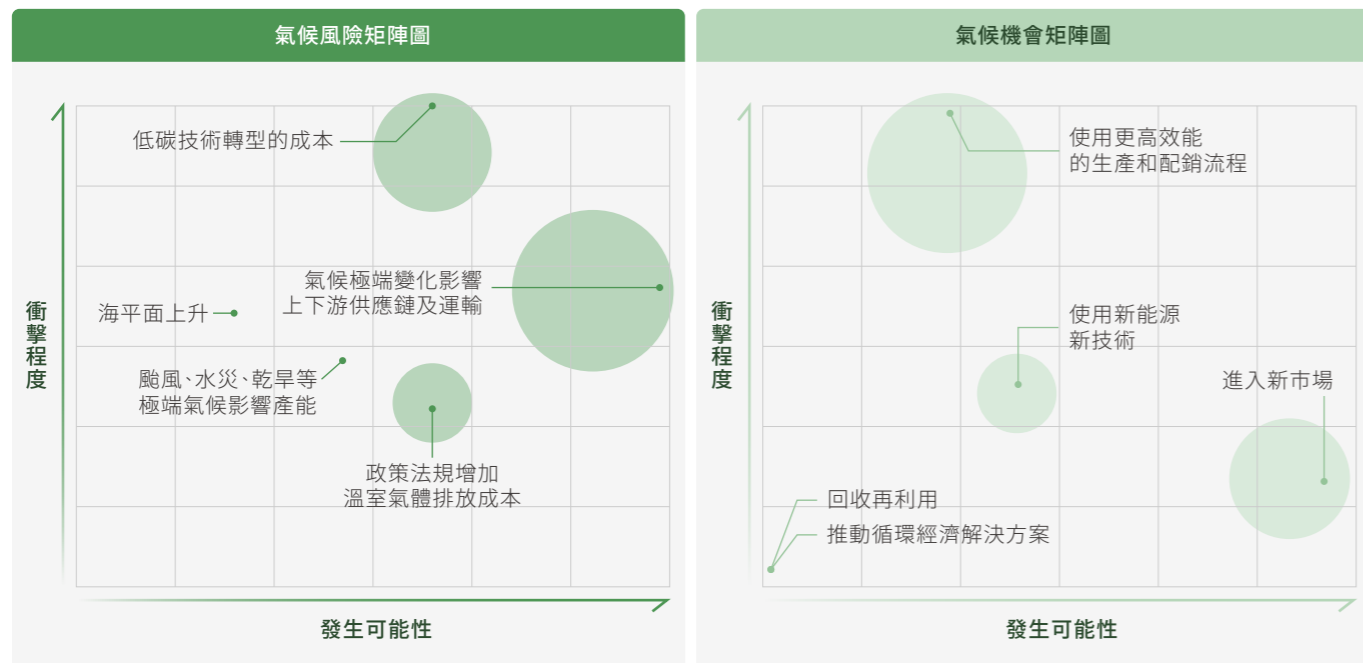 氣候風險矩陣圖
低碳技術轉型的成本
氣候極端變化影響
上下游供應鏈及運輸
海平面上升
颱風、水災、乾旱等
極端氣候影響產能
政策法規增加
溫室氣體排放成本
衝擊程度
發生可能性
氣候機會矩陣圖
使用更高效能
的生產和配銷流程
使用新能源
新技術
進入新市場
回收再利用
推動循環經濟解決方案
衝擊程度
發生可能性